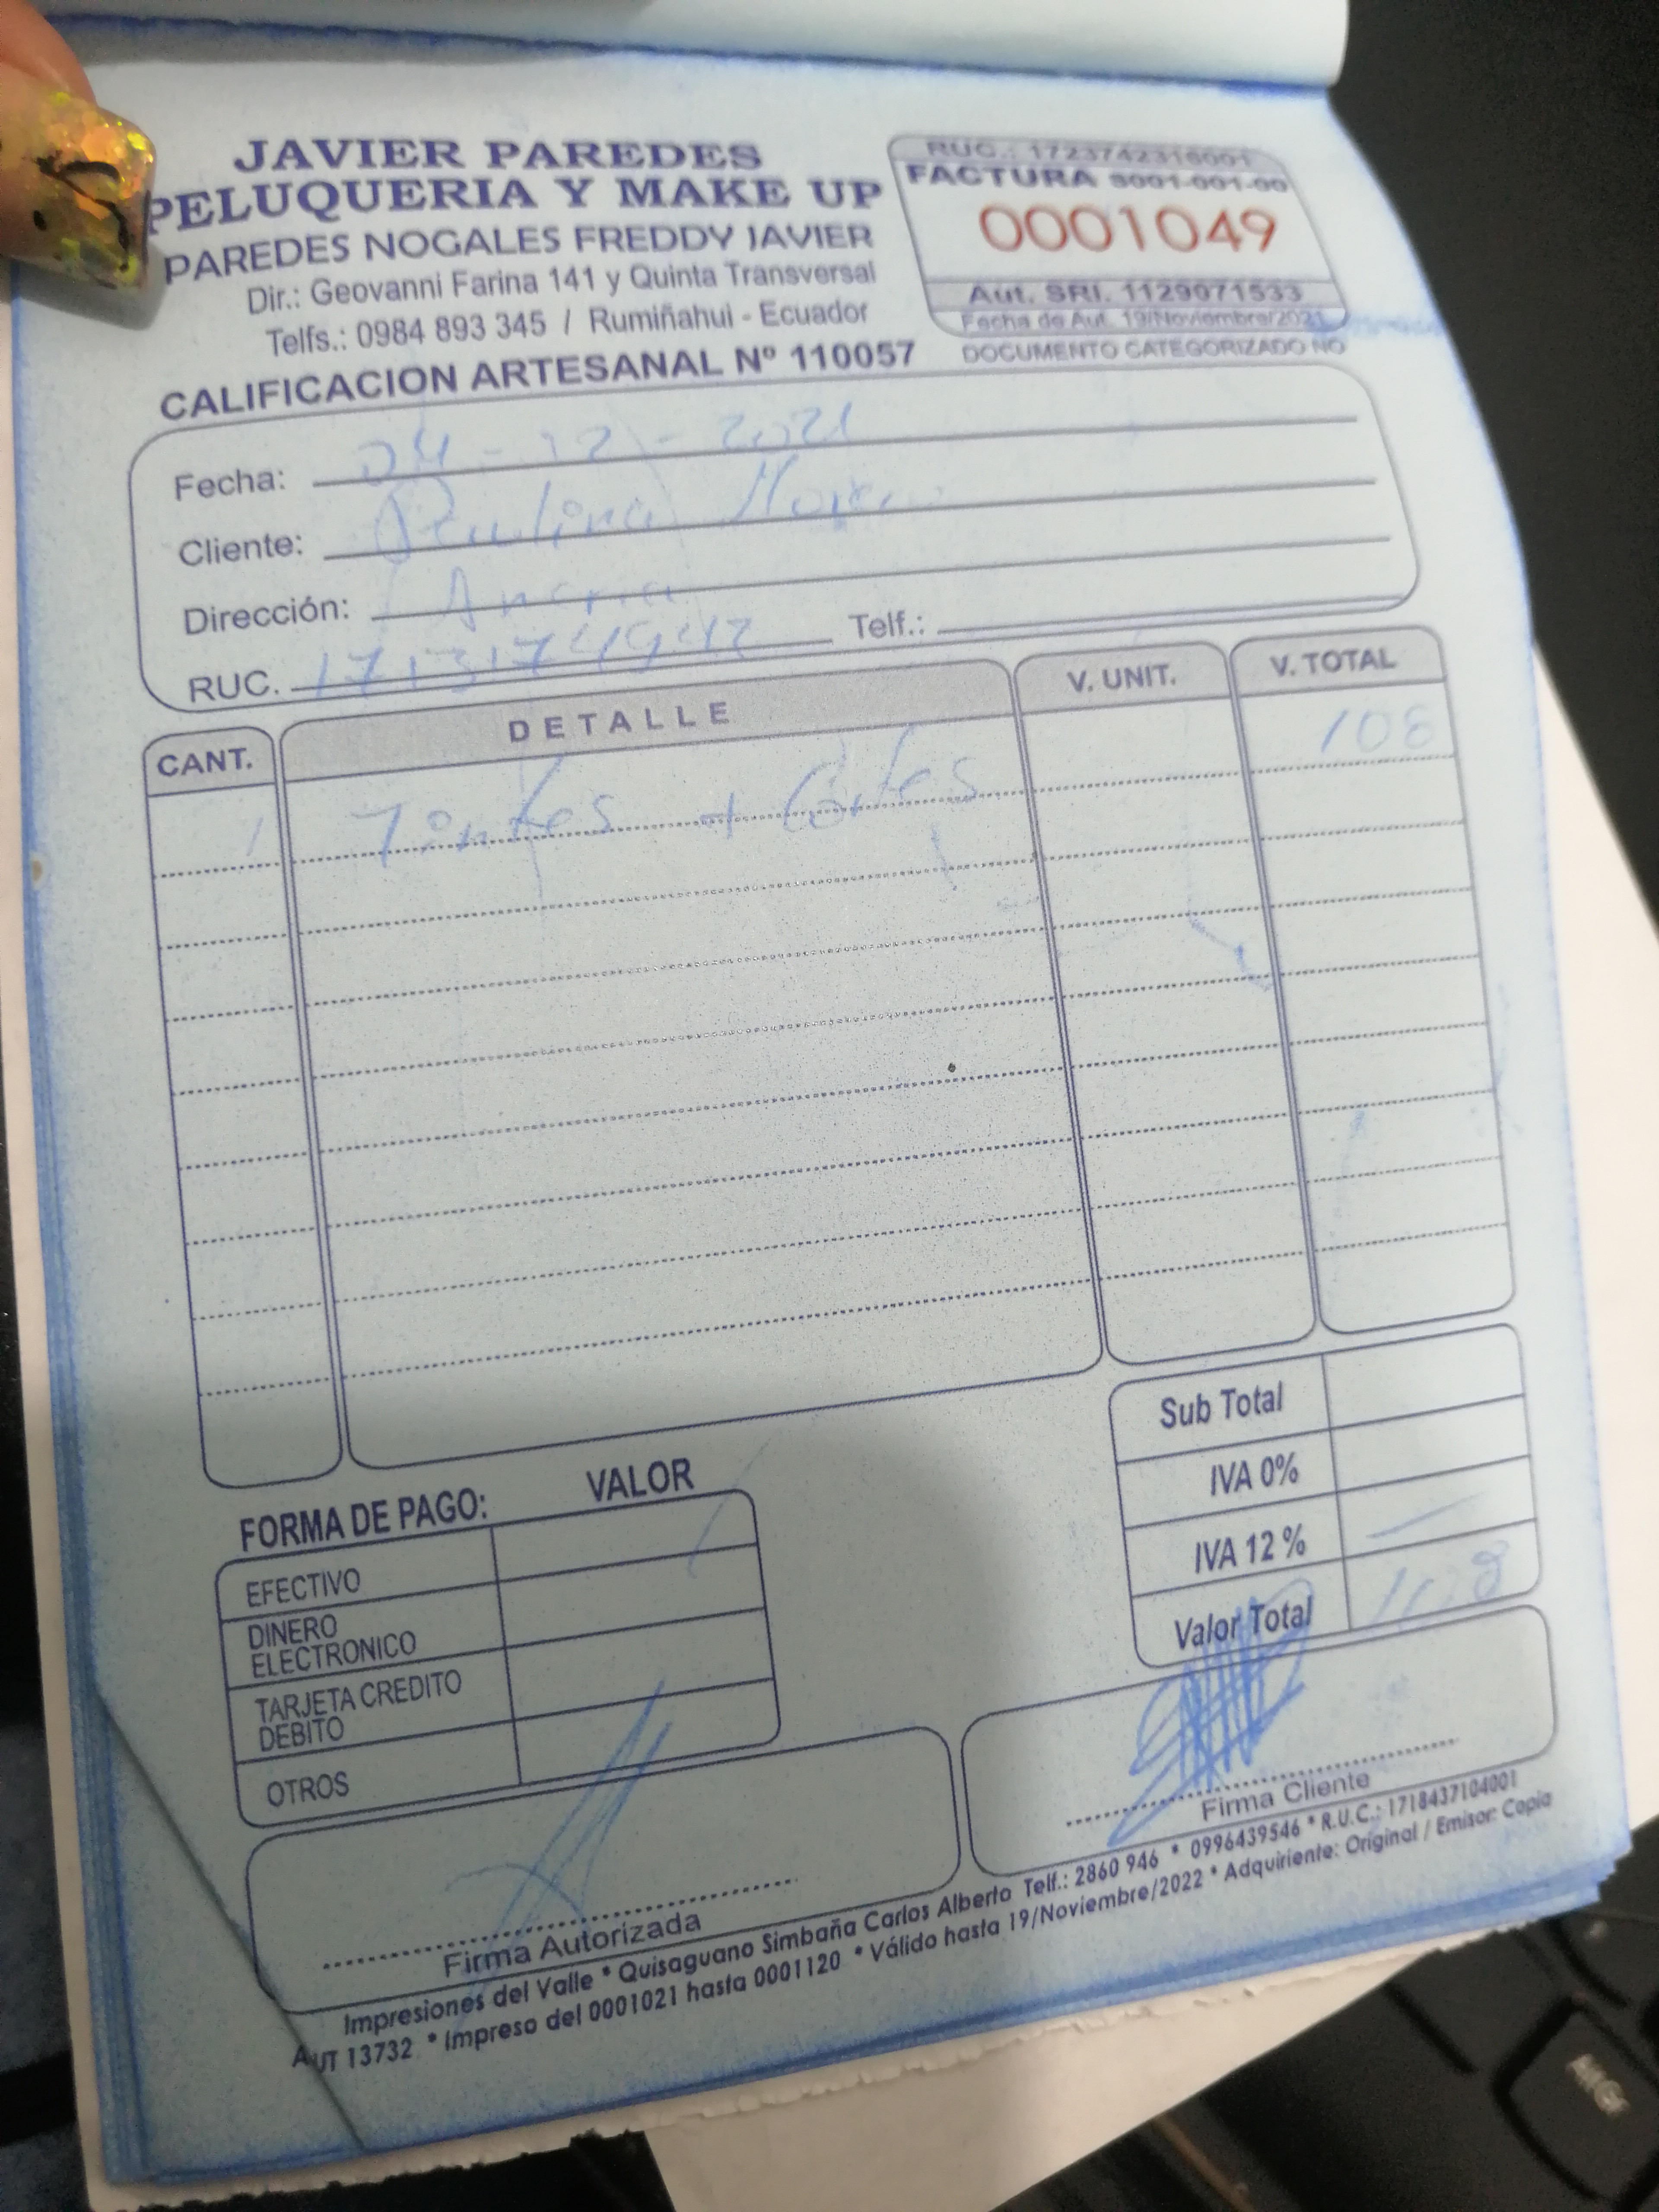 JAVIER PAREDES
PELUQUERIA Y MAKE UP
PAREDES NOGALES FREDDY JAVIER
Dir.: Geovanni Farina 141 y Quinta Transversal
Telfs.: 0984 893 345 / Rumiñahui - Ecuador
CALIFICACION ARTESANAL Nº 110057
RUC.: 1723742316001
FACTURA S001-001-00
0001049
Aut. SRI. 1129071533
Fecha de Aut. 19/Noviembre/2021
DOCUMENTO CATEGORIZADO NO
Fecha: 04-12-2021
Cliente: Paulina
Dirección:
RUC. Telf.:
CANT. DETALLE V. UNIT. V. TOTAL
1 Tintes + Cortes 108
Sub Total
IVA 0%
IVA 12 % —
Valor Total 108
FORMA DE PAGO: VALOR
EFECTIVO
DINERO
ELECTRONICO
TARJETA CREDITO
DEBITO
OTROS
Firma Autorizada
Firma Cliente
Impresiones del Valle * Quisaguano Simbaña Carlos Alberto Telf.: 2860 946 * 0996439546 * R.U.C.: 1718437104001
AUT 13732 * Impreso del 0001021 hasta 0001120 * Válido hasta 19/Noviembre/2022 * Adquiriente: Original / Emisor: Copia